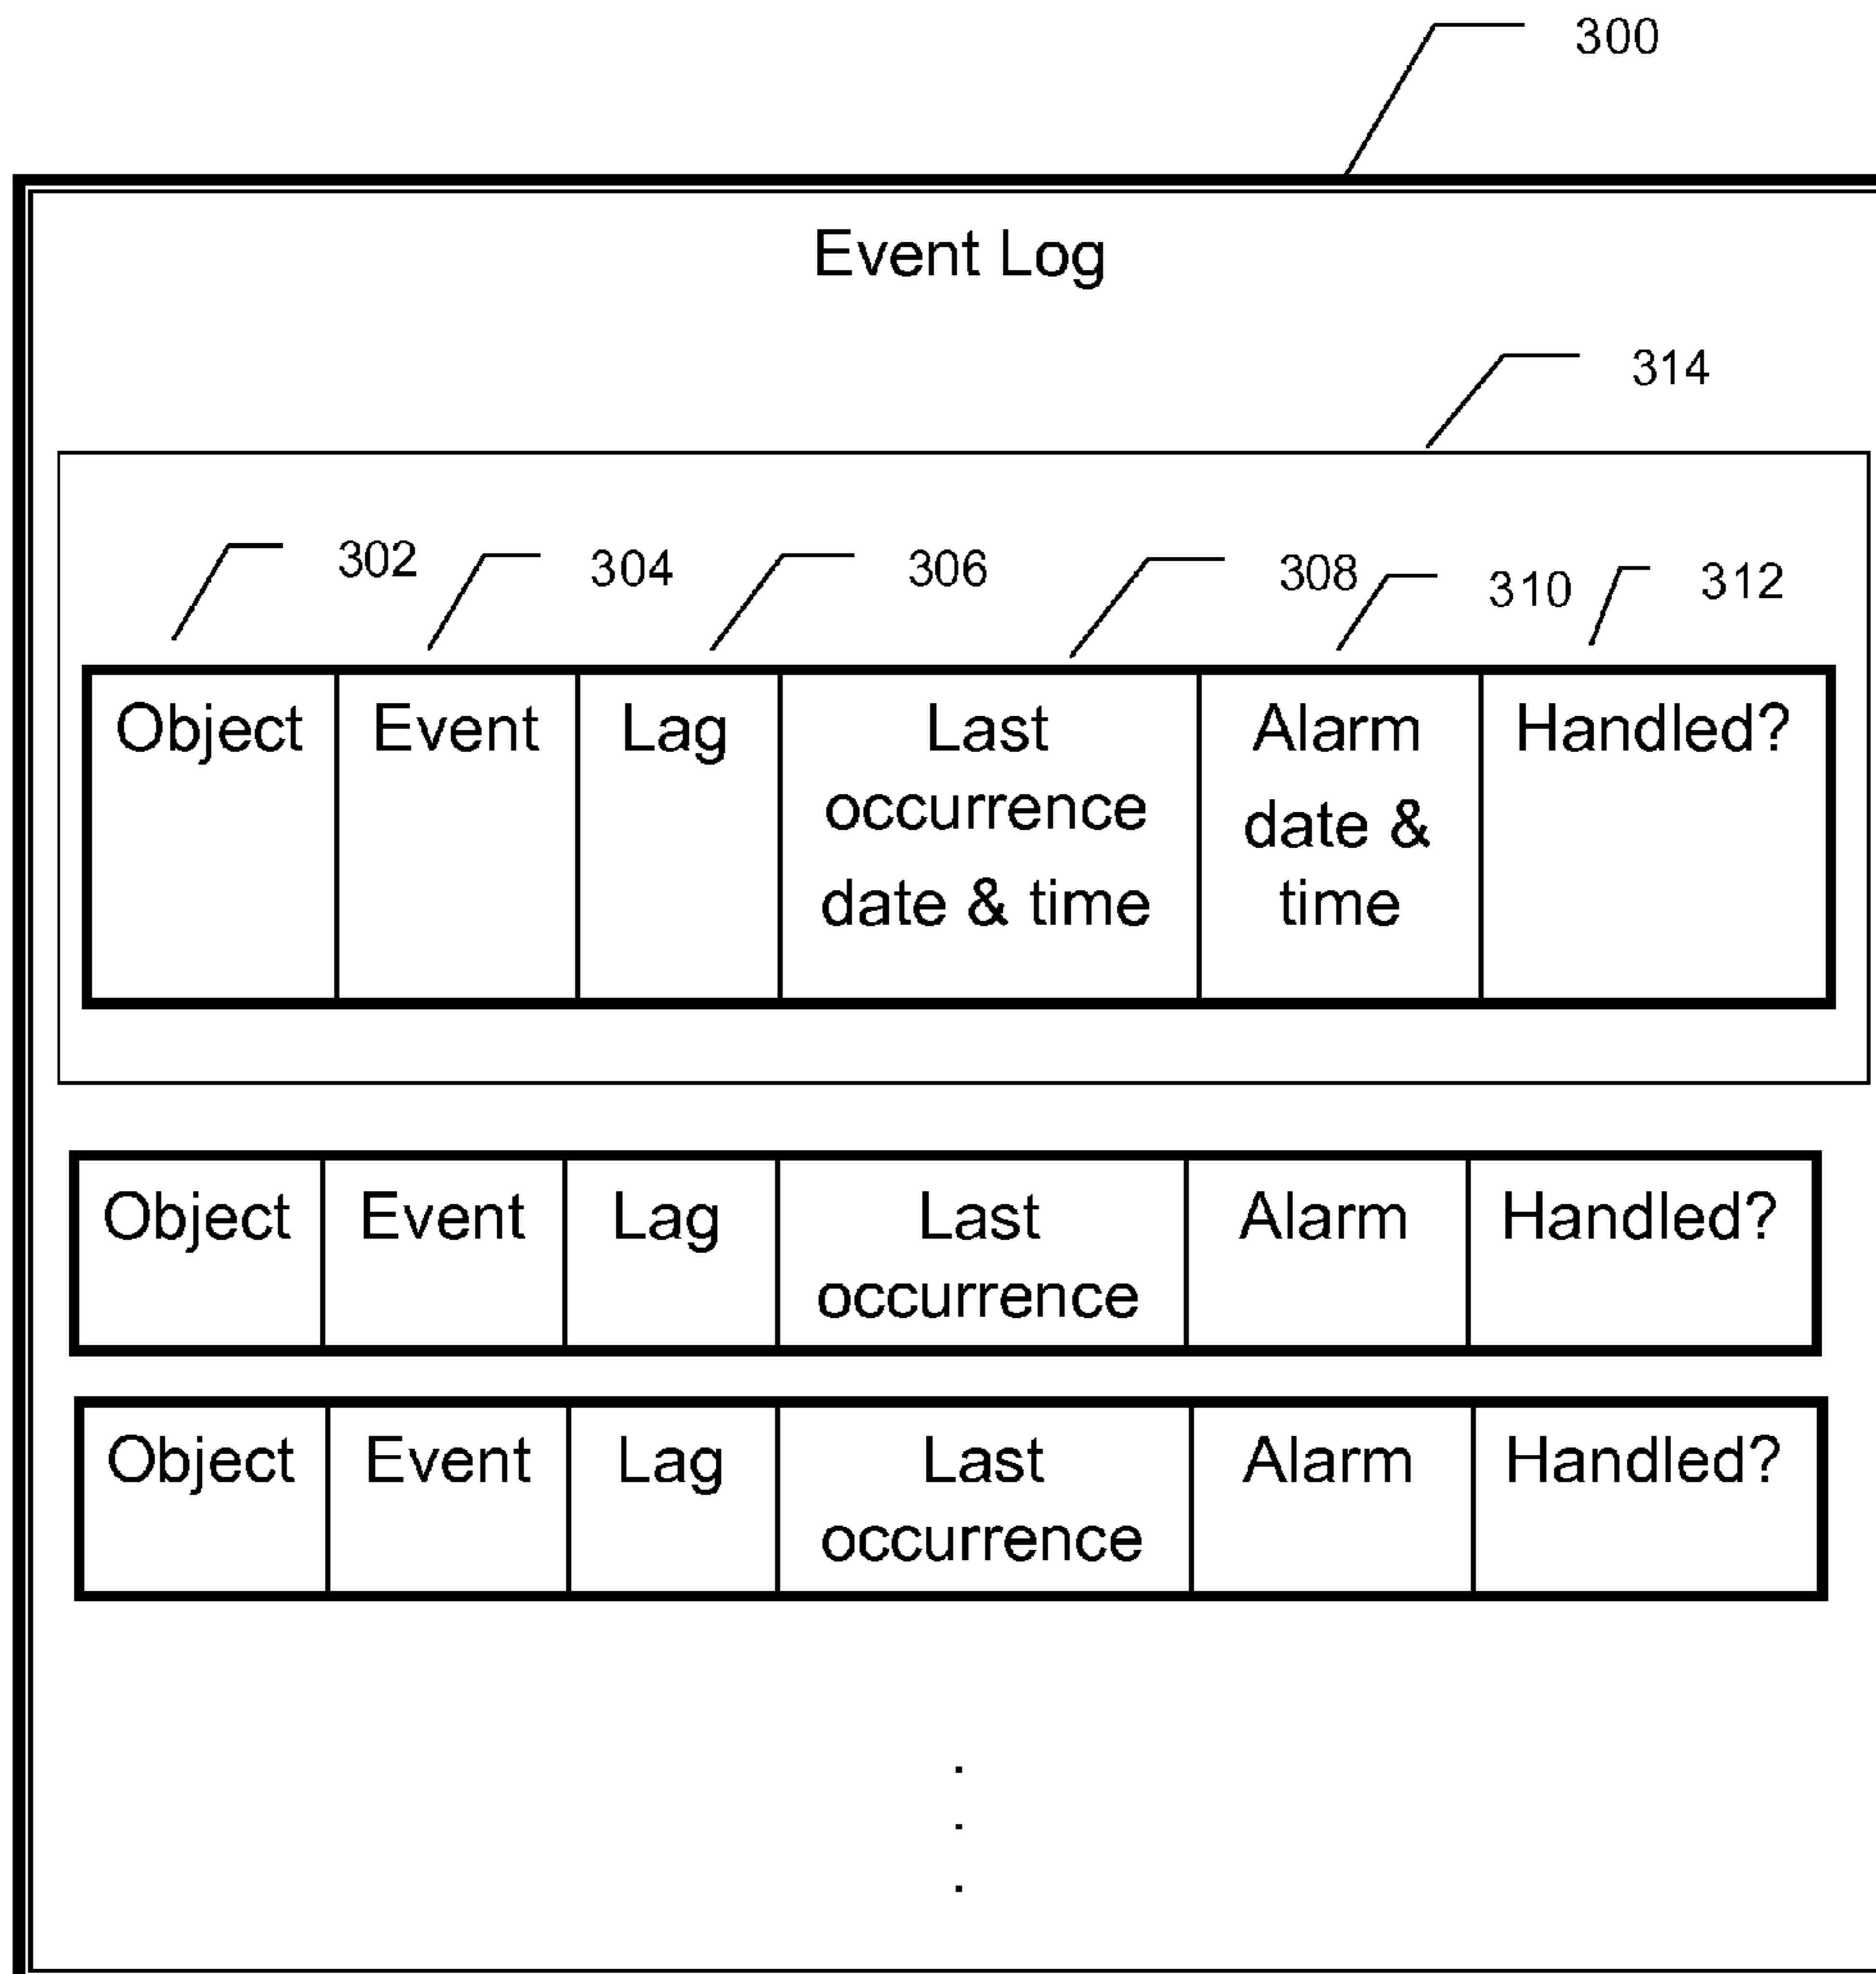 300
Event Log
314
302 304 306 308 310 312
Object Event Lag Last Alarm Handled?
occurrence date &
date & time time
Object Event Lag Last Alarm Handled?
occurrence
Object Event Lag Last Alarm Handled?
occurrence
.
.
.